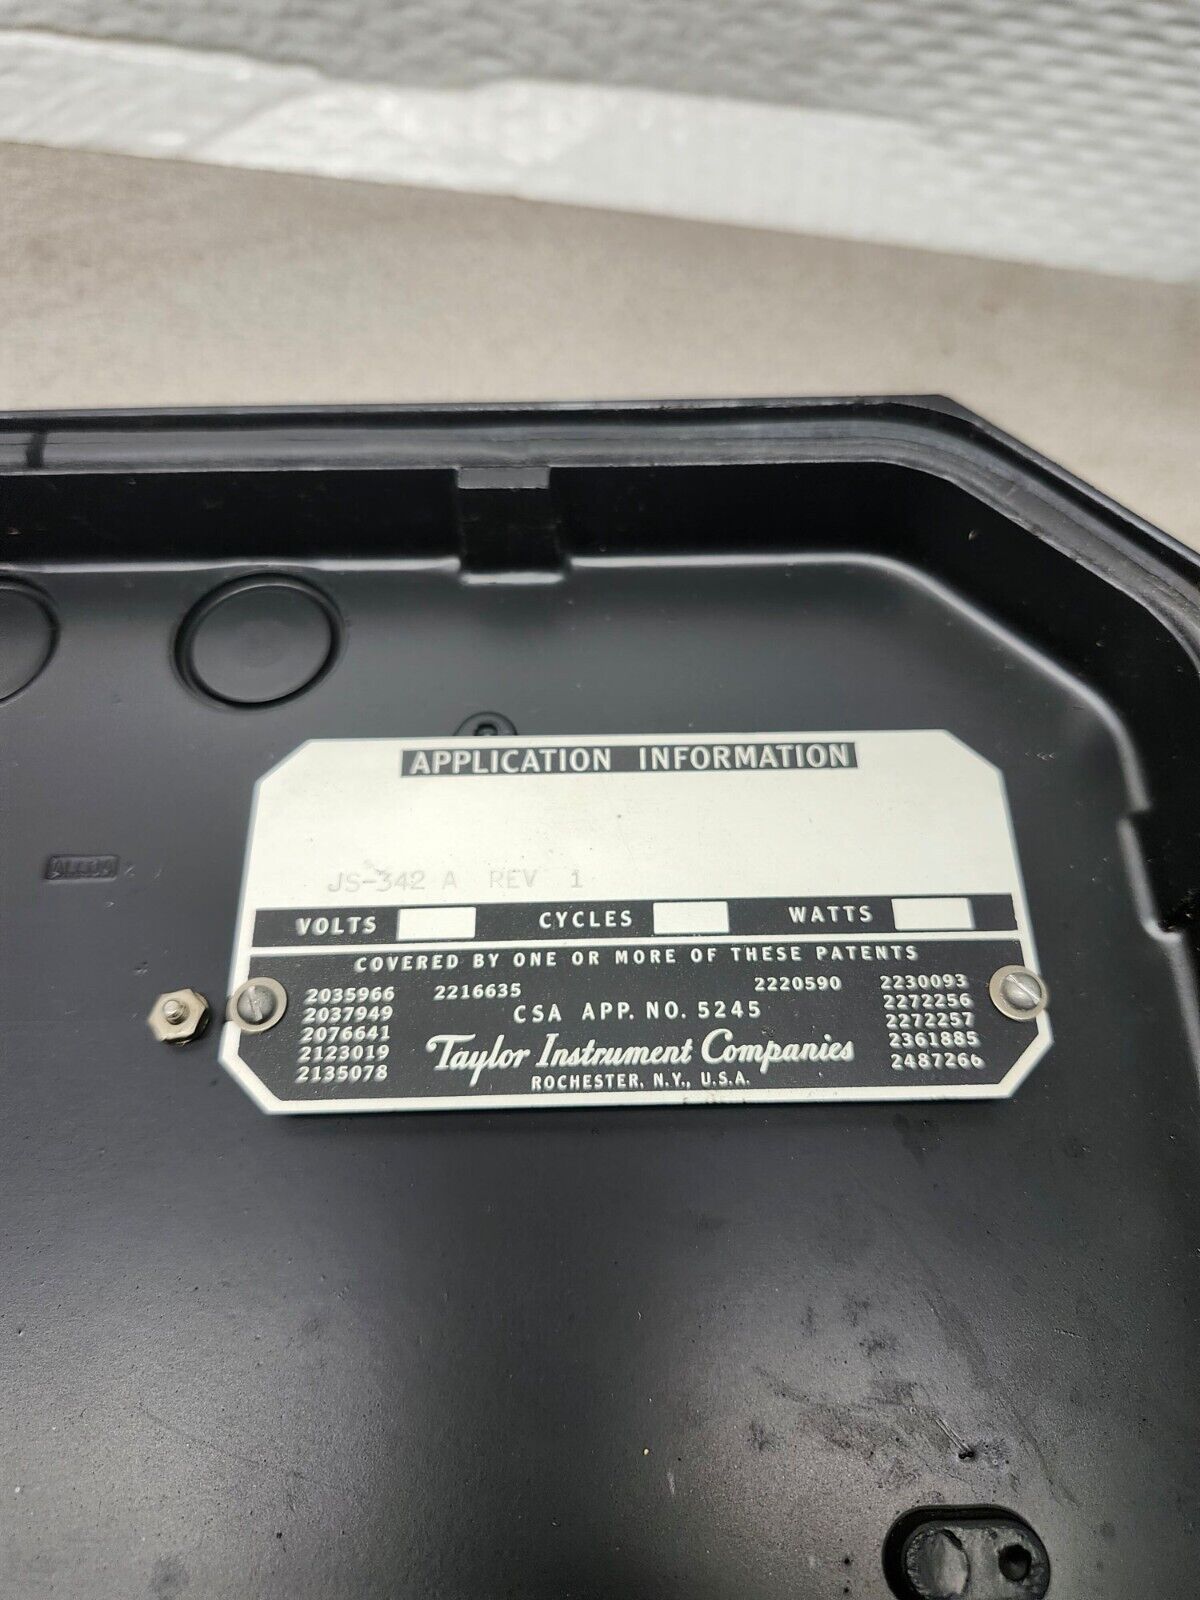 APPLICATION INFORMATION
JS-342 A REV 1
VOLTS CYCLES WATTS
COVERED BY ONE OR MORE OF THESE PATENTS
2035966 2216635 2220590 2230093
2037949 CSA APP. NO. 5245 2272256
2076641 2272257
2123019 Taylor Instrument Companies 2361885
2135078 ROCHESTER, N.Y., U.S.A. 2487266